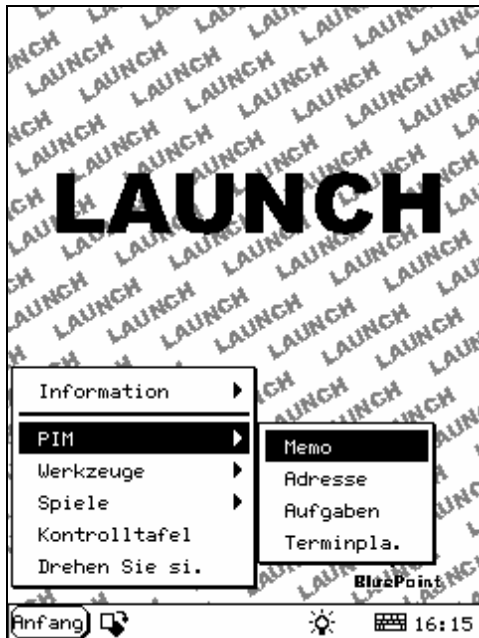 LAUNCH
Information
PIM
Werkzeuge
Spiele
Kontrolltafel
Drehen Sie si.
Memo
Adresse
Aufgaben
Terminpla.
BluePoint
Anfang 16:15